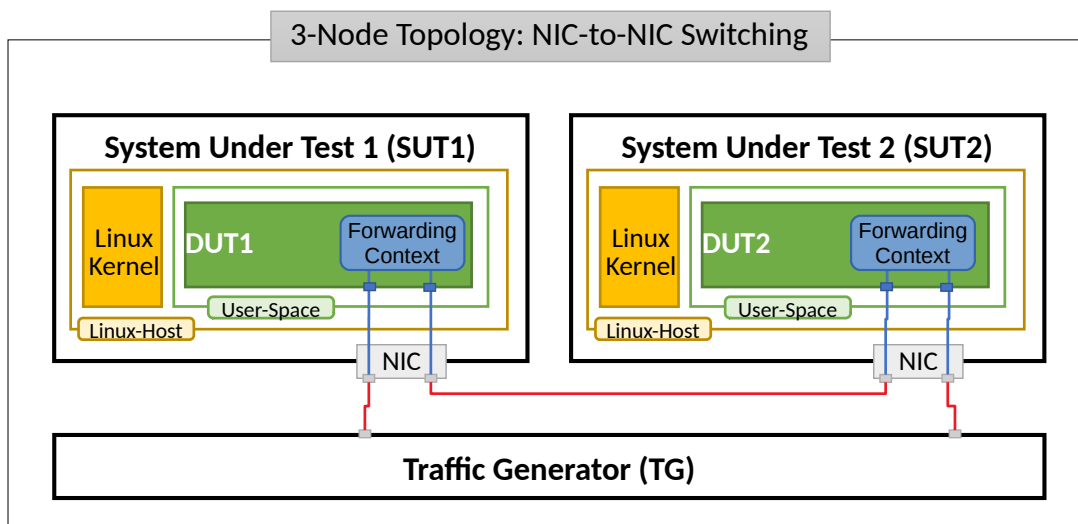 3-Node Topology: NIC-to-NIC Switching
System Under Test 1 (SUT1)
Linux
Kernel
DUT1
Forwarding
Context
User-Space
Linux-Host
NIC
System Under Test 2 (SUT2)
Linux
Kernel
DUT2
Forwarding
Context
User-Space
Linux-Host
NIC
Traffic Generator (TG)